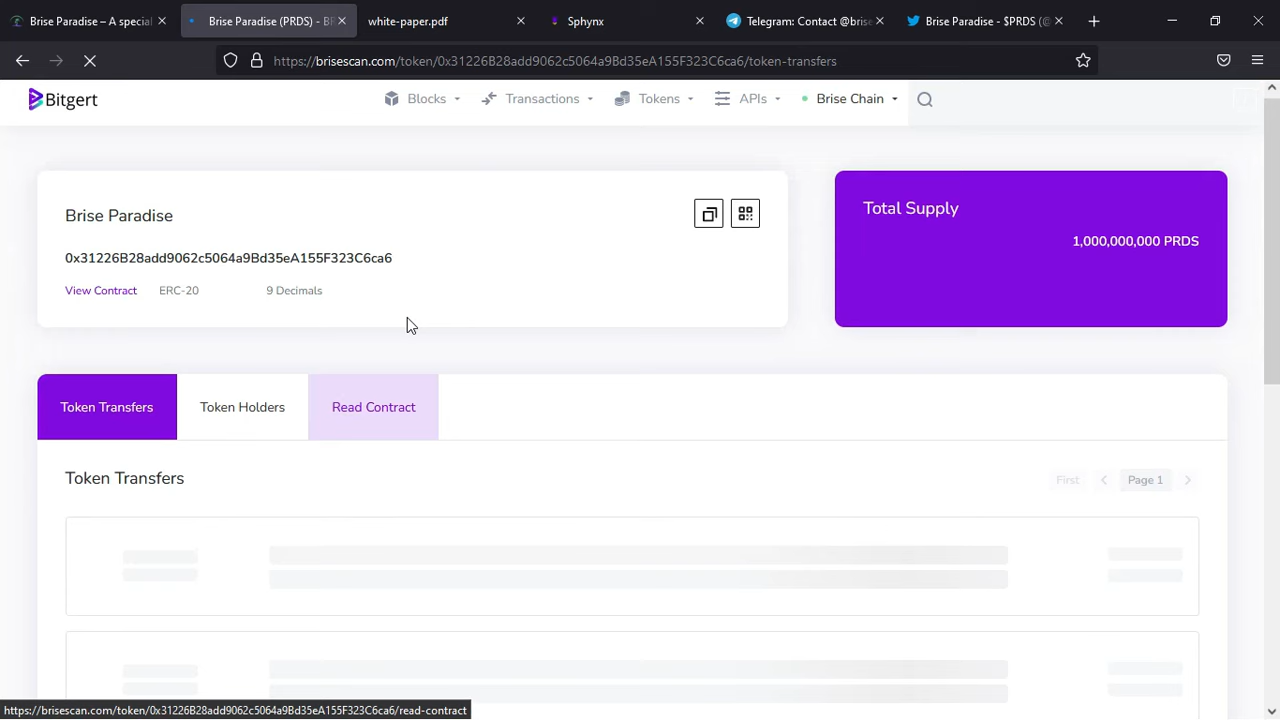 Brise Paradise – A special
Brise Paradise (PRDS) - BR
white-paper.pdf
Sphynx
Telegram: Contact @brise
Brise Paradise - $PRDS (@
https://brisescan.com/token/0x31226B28add9062c5064a9Bd35eA155F323C6ca6/token-transfers
Bitgert
Blocks
Transactions
Tokens
APIs
Brise Chain
Brise Paradise
0x31226B28add9062c5064a9Bd35eA155F323C6ca6
View Contract
ERC-20
9 Decimals
Total Supply
1,000,000,000 PRDS
Token Transfers
Token Holders
Read Contract
Token Transfers
First
Page 1
https://brisescan.com/token/0x31226B28add9062c5064a9Bd35eA155F323C6ca6/read-contract